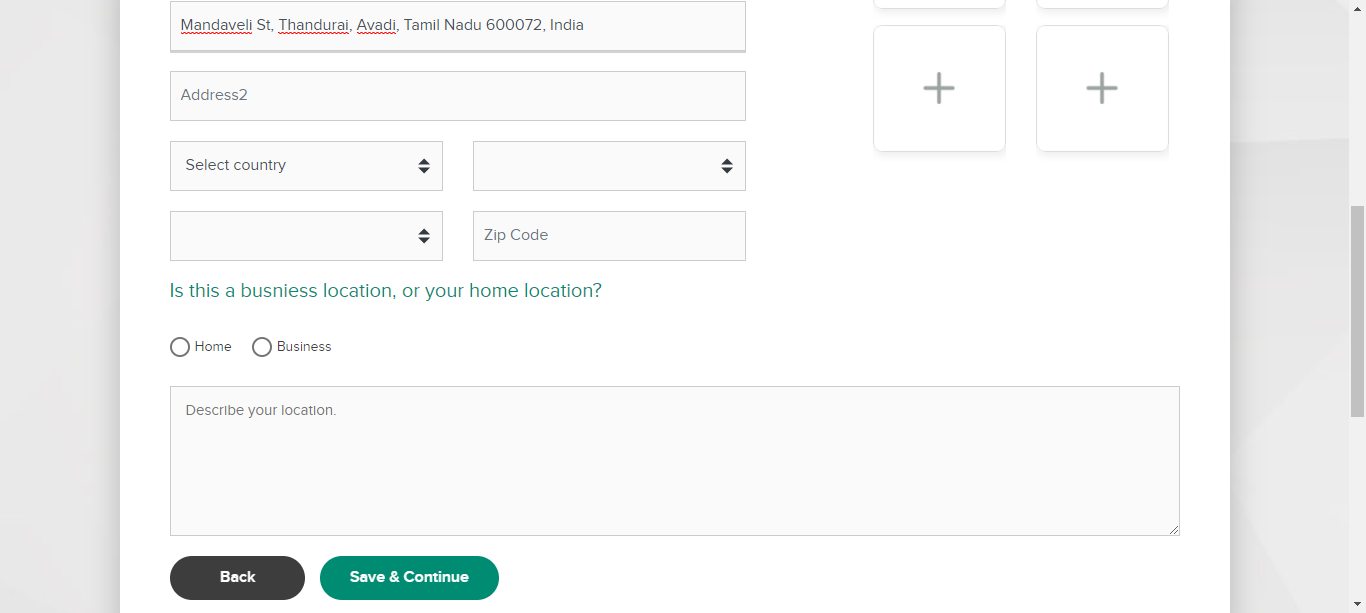 Mandaveli St, Thandurai, Avadi, Tamil Nadu 600072, India
Address2
Select country
Zip Code
Is this a busniess location, or your home location?
Home Business
Describe your location.
Back Save & Continue